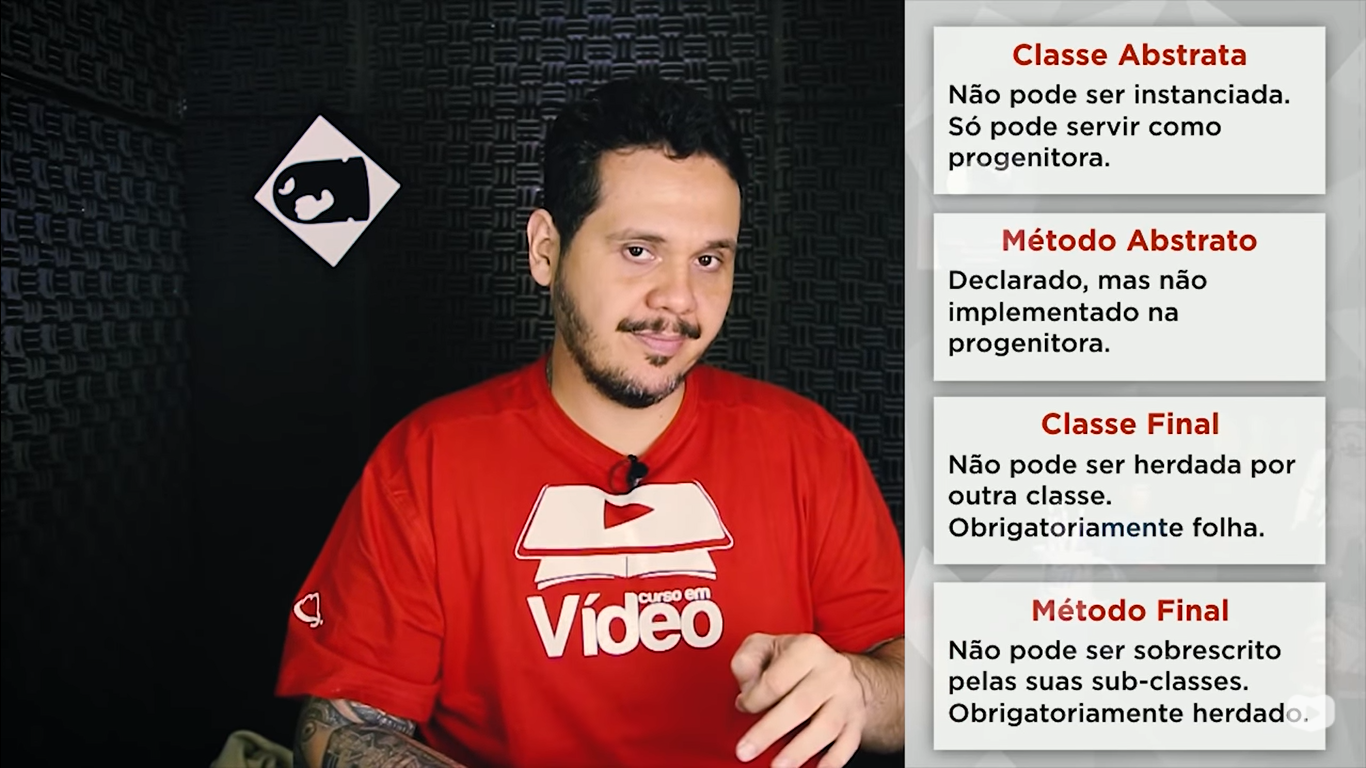 curso em
Vídeo
Classe Abstrata
Não pode ser instanciada.
Só pode servir como
progenitora.
Método Abstrato
Declarado, mas não
implementado na
progenitora.
Classe Final
Não pode ser herdada por
outra classe.
Obrigatoriamente folha.
Método Final
Não pode ser sobrescrito
pelas suas sub-classes.
Obrigatoriamente herdado.